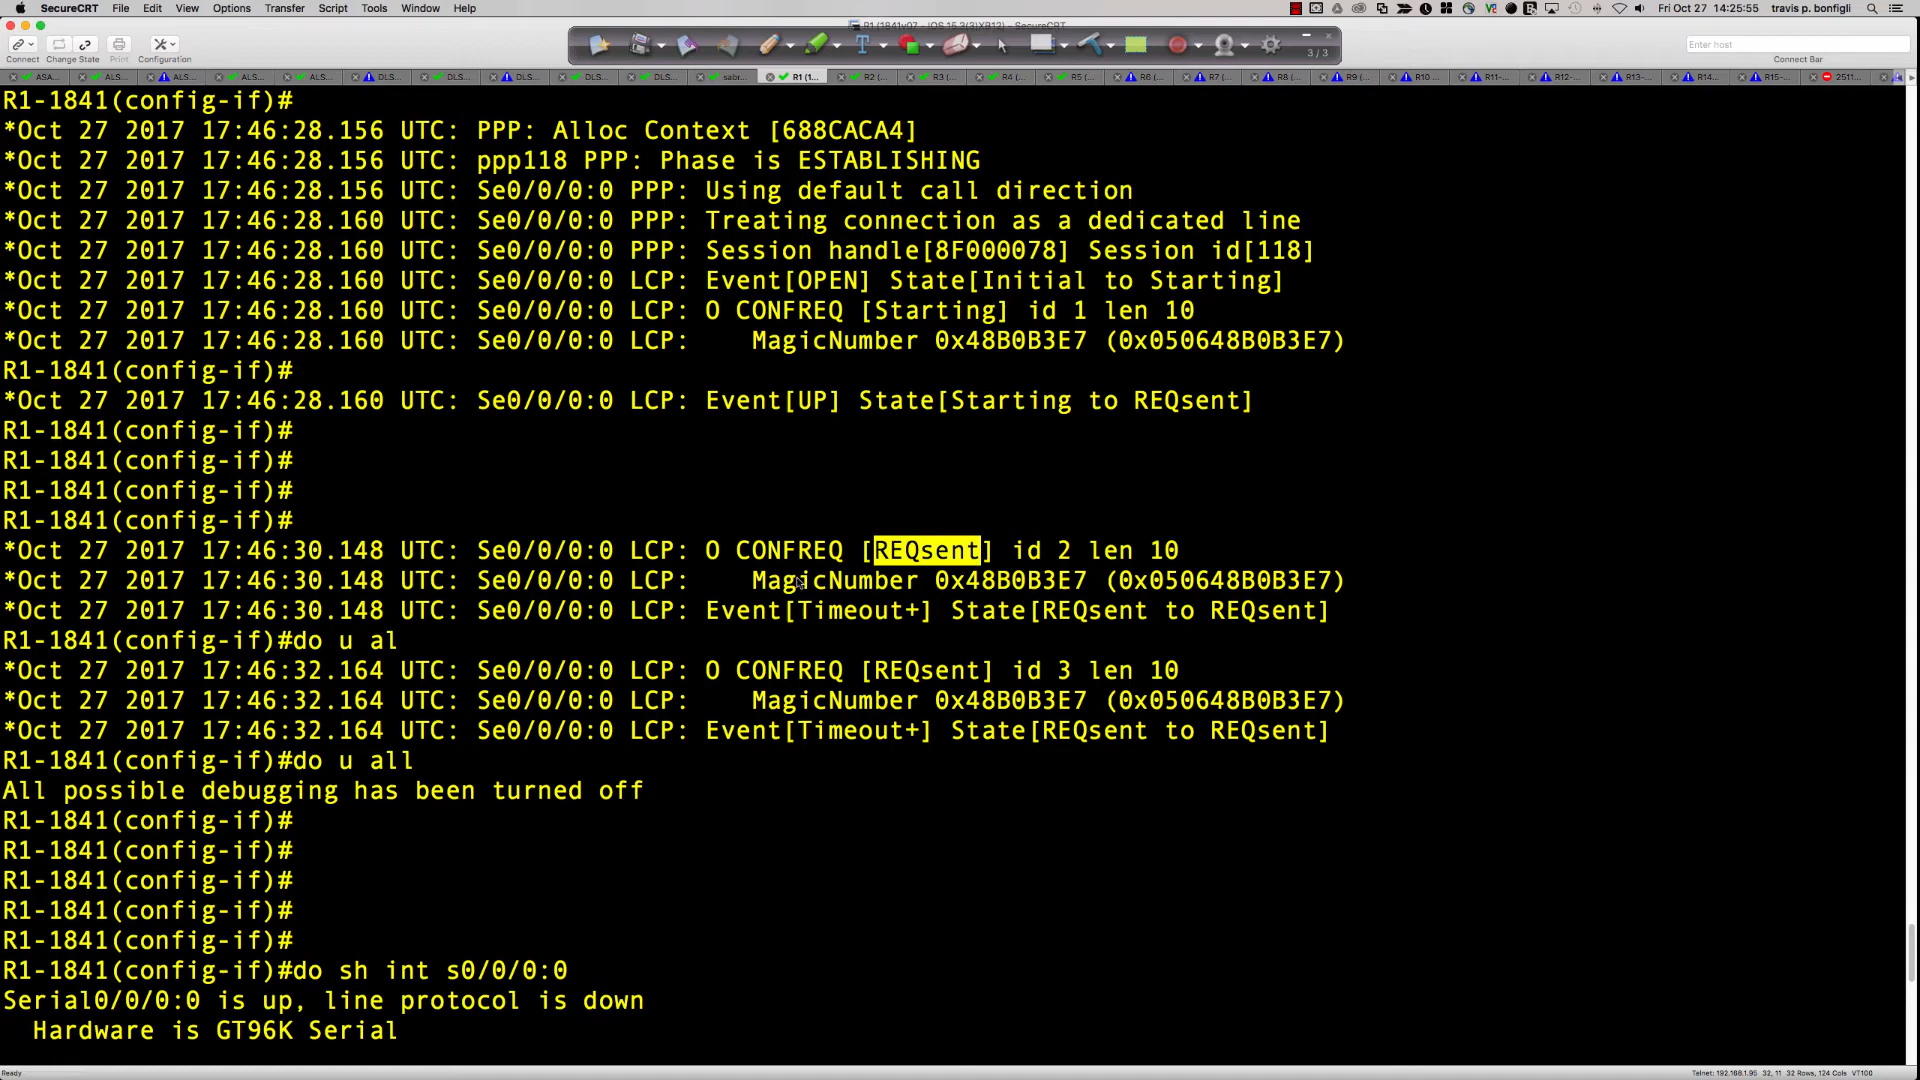 SecureCRT File Edit View Options Transfer Script Tools Window Help
Fri Oct 27 14:25:55 travis p. bonfigli
R1 (1841v07 - IOS 15.3(3)XB12) - SecureCRT
Connect Change State Print Configuration
3 / 3
Enter host
Connect Bar
ASA... ALS... ALS... ALS... ALS... DLS... DLS... DLS... DLS... DLS... sabr... R1 (1... R2 (... R3 (... R4 (... R5 (... R6 (... R7 (... R8 (... R9 (... R10 ... R11-... R12-... R13-... R14... R15-... 2511...
R1-1841(config-if)#
*Oct 27 2017 17:46:28.156 UTC: PPP: Alloc Context [688CACA4]
*Oct 27 2017 17:46:28.156 UTC: ppp118 PPP: Phase is ESTABLISHING
*Oct 27 2017 17:46:28.156 UTC: Se0/0/0:0 PPP: Using default call direction
*Oct 27 2017 17:46:28.160 UTC: Se0/0/0:0 PPP: Treating connection as a dedicated line
*Oct 27 2017 17:46:28.160 UTC: Se0/0/0:0 PPP: Session handle[8F000078] Session id[118]
*Oct 27 2017 17:46:28.160 UTC: Se0/0/0:0 LCP: Event[OPEN] State[Initial to Starting]
*Oct 27 2017 17:46:28.160 UTC: Se0/0/0:0 LCP: O CONFREQ [Starting] id 1 len 10
*Oct 27 2017 17:46:28.160 UTC: Se0/0/0:0 LCP:    MagicNumber 0x48B0B3E7 (0x050648B0B3E7)
R1-1841(config-if)#
*Oct 27 2017 17:46:28.160 UTC: Se0/0/0:0 LCP: Event[UP] State[Starting to REQsent]
R1-1841(config-if)#
R1-1841(config-if)#
R1-1841(config-if)#
R1-1841(config-if)#
*Oct 27 2017 17:46:30.148 UTC: Se0/0/0:0 LCP: O CONFREQ [REQsent] id 2 len 10
*Oct 27 2017 17:46:30.148 UTC: Se0/0/0:0 LCP:    MagicNumber 0x48B0B3E7 (0x050648B0B3E7)
*Oct 27 2017 17:46:30.148 UTC: Se0/0/0:0 LCP: Event[Timeout+] State[REQsent to REQsent]
R1-1841(config-if)#do u al
*Oct 27 2017 17:46:32.164 UTC: Se0/0/0:0 LCP: O CONFREQ [REQsent] id 3 len 10
*Oct 27 2017 17:46:32.164 UTC: Se0/0/0:0 LCP:    MagicNumber 0x48B0B3E7 (0x050648B0B3E7)
*Oct 27 2017 17:46:32.164 UTC: Se0/0/0:0 LCP: Event[Timeout+] State[REQsent to REQsent]
R1-1841(config-if)#do u all
All possible debugging has been turned off
R1-1841(config-if)#
R1-1841(config-if)#
R1-1841(config-if)#
R1-1841(config-if)#
R1-1841(config-if)#
R1-1841(config-if)#do sh int s0/0/0:0
Serial0/0/0:0 is up, line protocol is down
  Hardware is GT96K Serial
Ready
Telnet: 192.168.1.95 32, 11 32 Rows, 124 Cols VT100